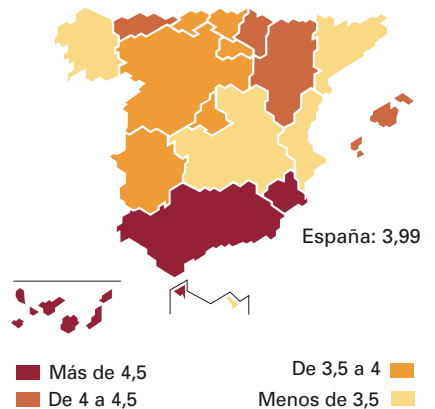 España: 3,99
Más de 4,5
De 4 a 4,5
De 3,5 a 4
Menos de 3,5